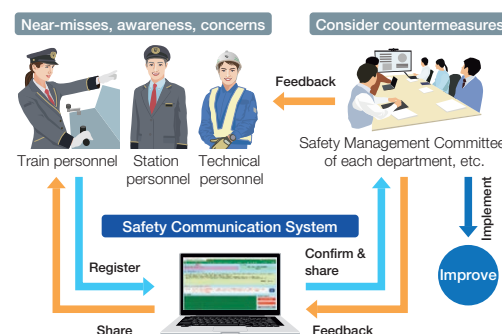 Near-misses, awareness, concerns
Consider countermeasures
Feedback
Train personnel
Station
personnel
Technical
personnel
Safety Management Committee
of each department, etc.
Safety Communication System
Implement
Register
Confirm &
share
Improve
Share
Feedback